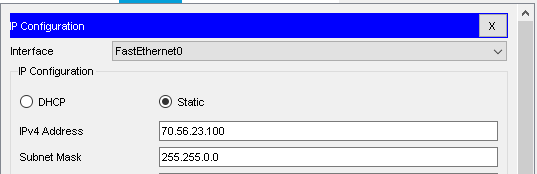 IP Configuration X
Interface FastEthernet0
IP Configuration
DHCP Static
IPv4 Address 70.56.23.100
Subnet Mask 255.255.0.0